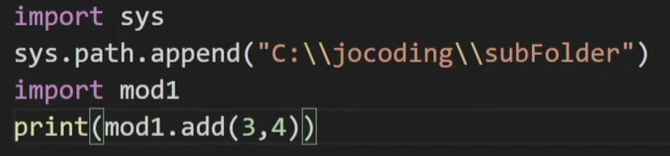 import sys
sys.path.append("C:\\jocoding\\subFolder")
import mod1
print(mod1.add(3,4))